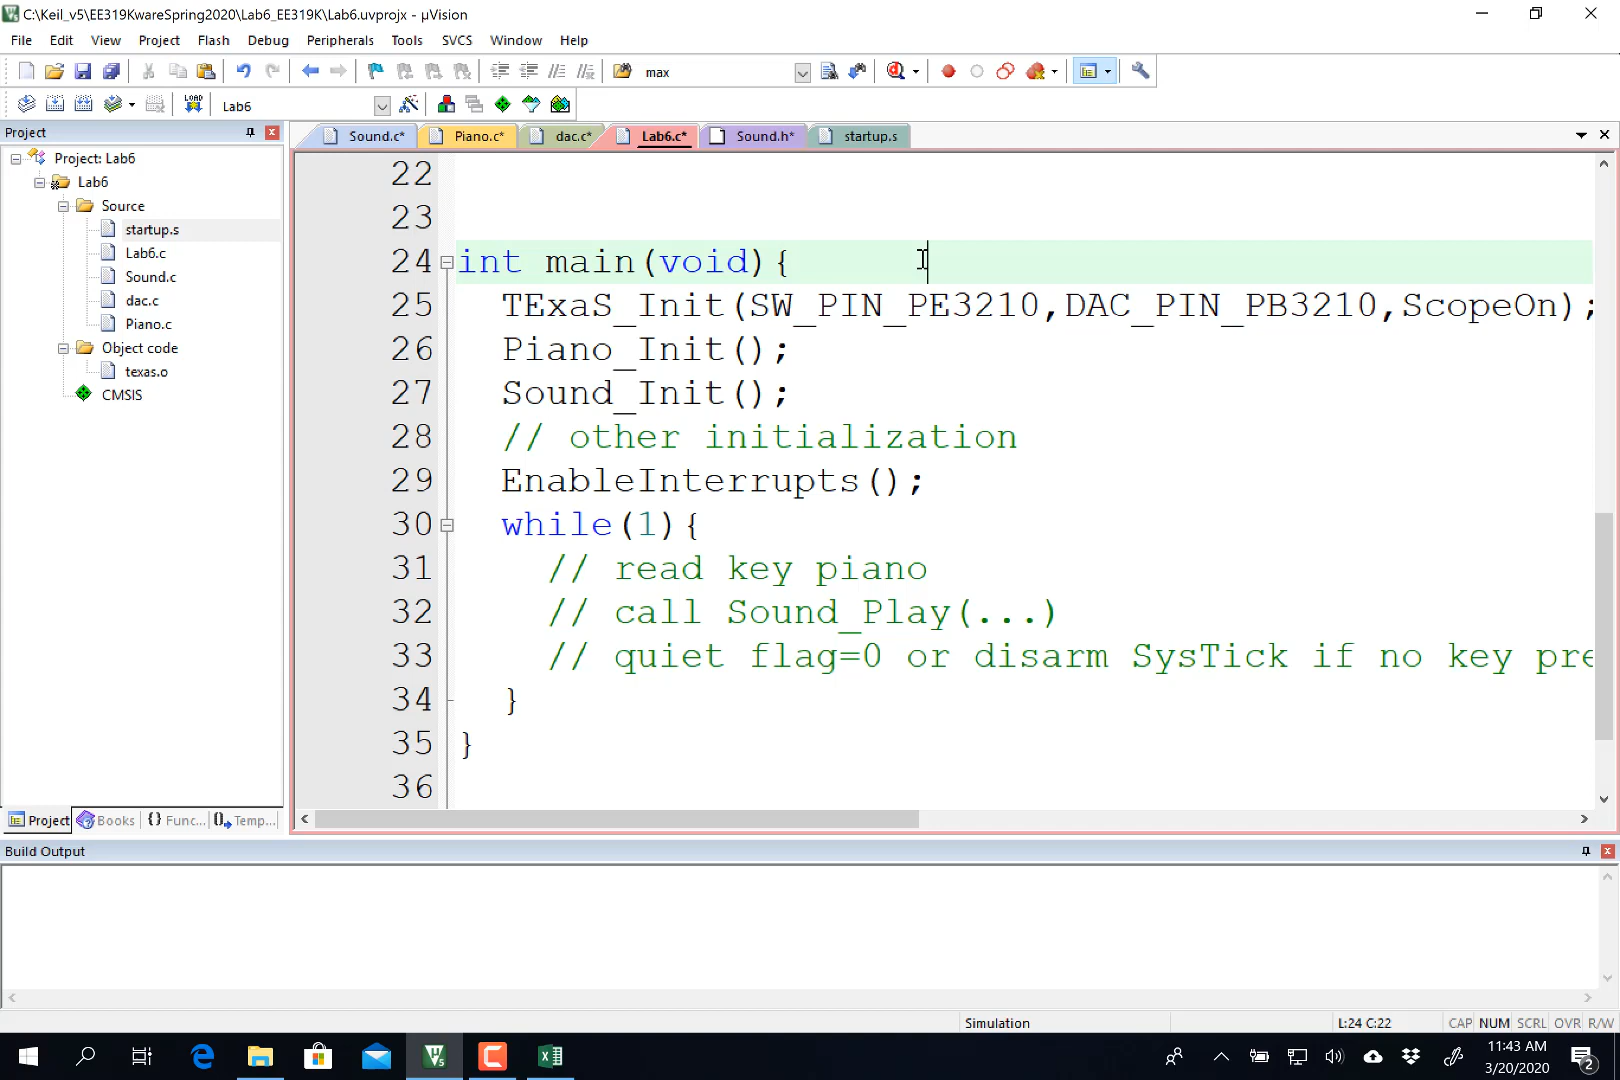 C:\Keil_v5\EE319KwareSpring2020\Lab6_EE319K\Lab6.uvprojx - µVision
File Edit View Project Flash Debug Peripherals Tools SVCS Window Help
max
LOAD Lab6
Project
Sound.c* Piano.c* dac.c* Lab6.c* Sound.h* startup.s
Project: Lab6
Lab6
Source
startup.s
Lab6.c
Sound.c
dac.c
Piano.c
Object code
texas.o
CMSIS
22
23
24 int main(void){
25 TExaS_Init(SW_PIN_PE3210,DAC_PIN_PB3210,ScopeOn);
26 Piano_Init();
27 Sound_Init();
28 // other initialization
29 EnableInterrupts();
30 while(1){
31 // read key piano
32 // call Sound_Play(...)
33 // quiet flag=0 or disarm SysTick if no key pre
34 }
35 }
36
Project Books {} Func... Temp...
Build Output
Simulation L:24 C:22 CAP NUM SCRL OVR R/W
11:43 AM
3/20/2020
2